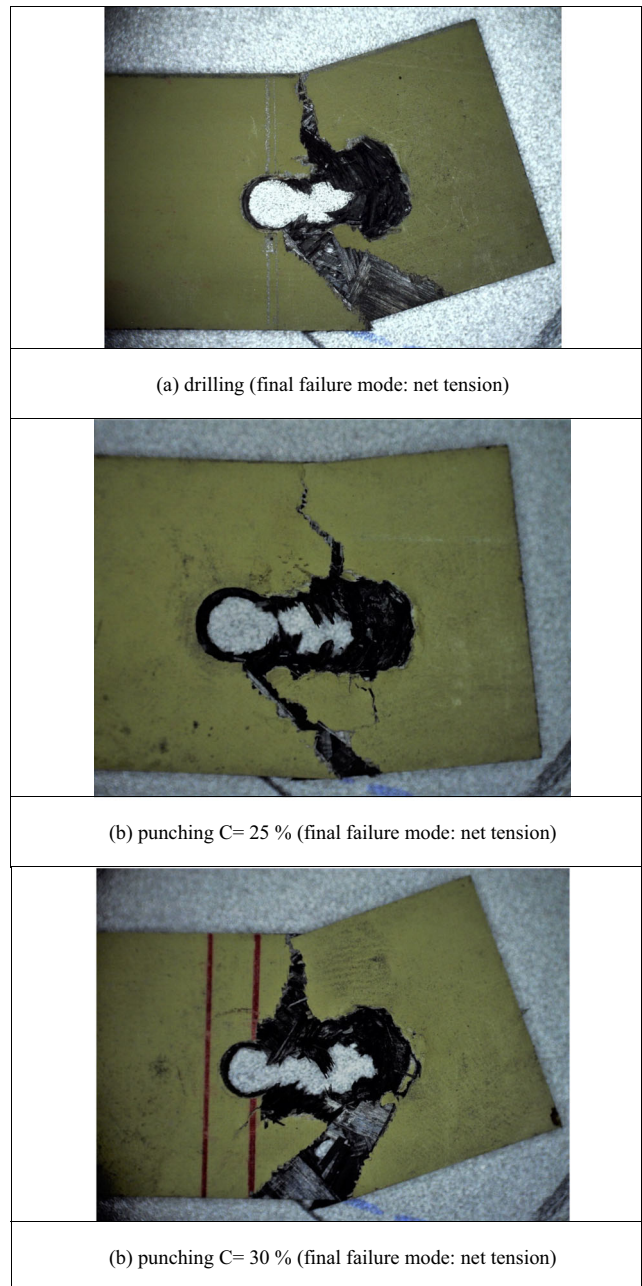 (a) drilling (final failure mode: net tension)
(b) punching C= 25 % (final failure mode: net tension)
(b) punching C= 30 % (final failure mode: net tension)